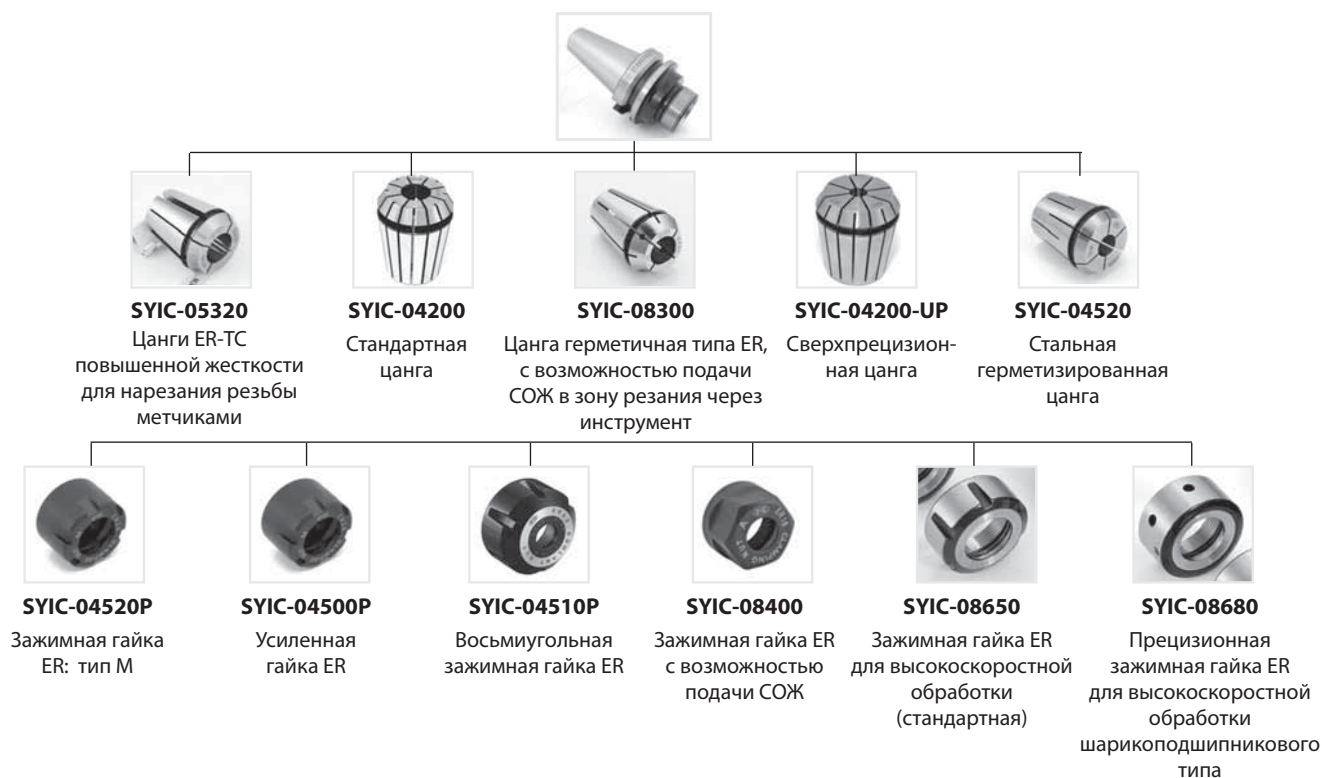 SYIC-05320
Цанги ER-TC
повышенной жесткости
для нарезания резьбы
метчиками
SYIC-04200
Стандартная
цанга
SYIC-08300
Цанга герметичная типа ER,
с возможностью подачи
СОЖ в зону резания через
инструмент
SYIC-04200-UP
Сверхпрецизион-
ная цанга
SYIC-04520
Стальная
герметизированная
цанга
SYIC-04520P
Зажимная гайка
ER: тип М
SYIC-04500P
Усиленная
гайка ER
SYIC-04510P
Восьмиугольная
зажимная гайка ER
SYIC-08400
Зажимная гайка ER
с возможностью
подачи СОЖ
SYIC-08650
Зажимная гайка ER
для высокоскоростной
обработки
(стандартная)
SYIC-08680
Прецизионная
зажимная гайка ER
для высокоскоростной
обработки
шарикоподшипникового
типа